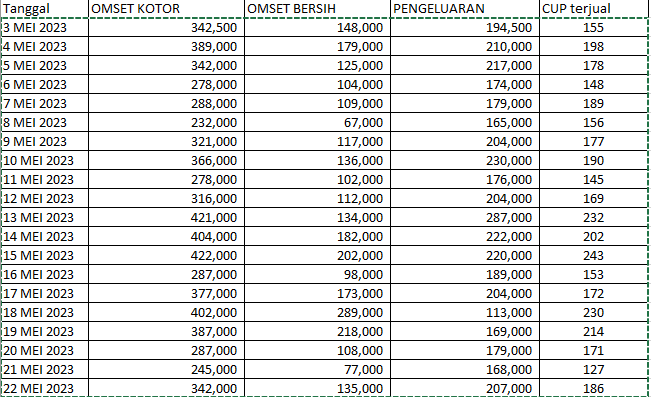 Tanggal OMSET KOTOR OMSET BERSIH PENGELUARAN CUP terjual
3 MEI 2023 342,500 148,000 194,500 155
4 MEI 2023 389,000 179,000 210,000 198
5 MEI 2023 342,000 125,000 217,000 178
6 MEI 2023 278,000 104,000 174,000 148
7 MEI 2023 288,000 109,000 179,000 189
8 MEI 2023 232,000 67,000 165,000 156
9 MEI 2023 321,000 117,000 204,000 177
10 MEI 2023 366,000 136,000 230,000 190
11 MEI 2023 278,000 102,000 176,000 145
12 MEI 2023 316,000 112,000 204,000 169
13 MEI 2023 421,000 134,000 287,000 232
14 MEI 2023 404,000 182,000 222,000 202
15 MEI 2023 422,000 202,000 220,000 243
16 MEI 2023 287,000 98,000 189,000 153
17 MEI 2023 377,000 173,000 204,000 172
18 MEI 2023 402,000 289,000 113,000 230
19 MEI 2023 387,000 218,000 169,000 214
20 MEI 2023 287,000 108,000 179,000 171
21 MEI 2023 245,000 77,000 168,000 127
22 MEI 2023 342,000 135,000 207,000 186